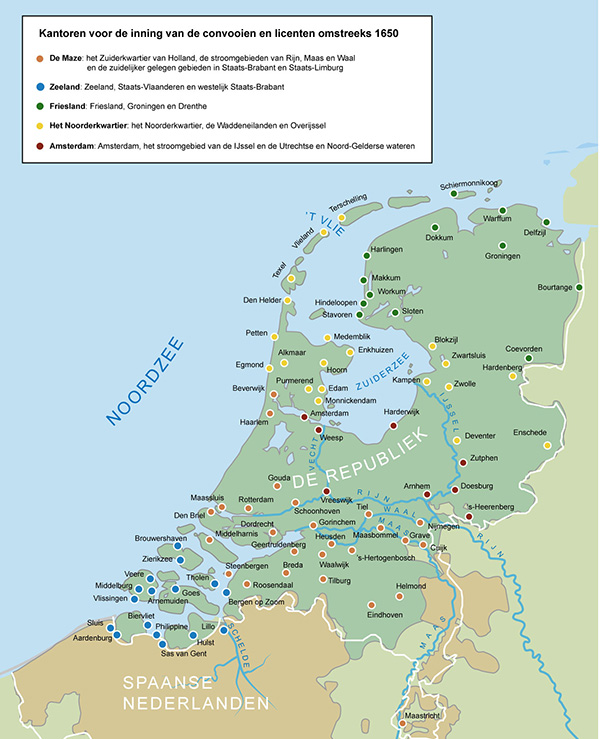 Kantoren voor de inning van de convooien en licenten omstreeks 1650
De Maze: het Zuiderkwartier van Holland, de stroomgebieden van Rijn, Maas en Waal
en de zuidelijker gelegen gebieden in Staats-Brabant en Staats-Limburg
Zeeland: Zeeland, Staats-Vlaanderen en westelijk Staats-Brabant
Friesland: Friesland, Groningen en Drenthe
Het Noorderkwartier: het Noorderkwartier, de Waddeneilanden en Overijssel
Amsterdam: Amsterdam, het stroomgebied van de IJssel en de Utrechtse en Noord-Gelderse wateren
Schiermonnikoog
Terschelling
'T VLIE
Vlieland
Warffum
Dokkum
Delfzijl
Harlingen
Groningen
Texel
Makkum
Workum
Bourtange
Den Helder
Hindeloopen
Stavoren
Sloten
NOORDZEE
Petten
Medemblik
Enkhuizen
Blokzijl
Coevorden
Alkmaar
Zwartsluis
Egmond
Hoorn
ZUIDERZEE
Hardenberg
Purmerend
Kampen
Zwolle
Beverwijk
Edam
Monnickendam
IJSSEL
Haarlem
Amsterdam
Harderwijk
Weesp
Enschede
Deventer
VECHT
DE REPUBLIEK
Zutphen
Gouda
Arnhem
Doesburg
Maassluis
Rotterdam
Vreeswijk
RIJN
Schoonhoven
Tiel
WAAL
's-Heerenberg
Den Briel
Dordrecht
Gorinchem
MAAS
Nijmegen
Middelharnis
Maasbommel
Grave
Brouwershaven
Geertruidenberg
Heusden
Cuijk
RIJN
Zierikzee
's-Hertogenbosch
Steenbergen
Breda
Waalwijk
Veere
Tholen
Middelburg
Goes
Roosendaal
Tilburg
Helmond
Vlissingen
Arnemuiden
Bergen op Zoom
Biervliet
Eindhoven
Sluis
Philippine
Lillo
Aardenburg
Hulst
SCHELDE
MAAS
Sas van Gent
SPAANSE
NEDERLANDEN
Maastricht